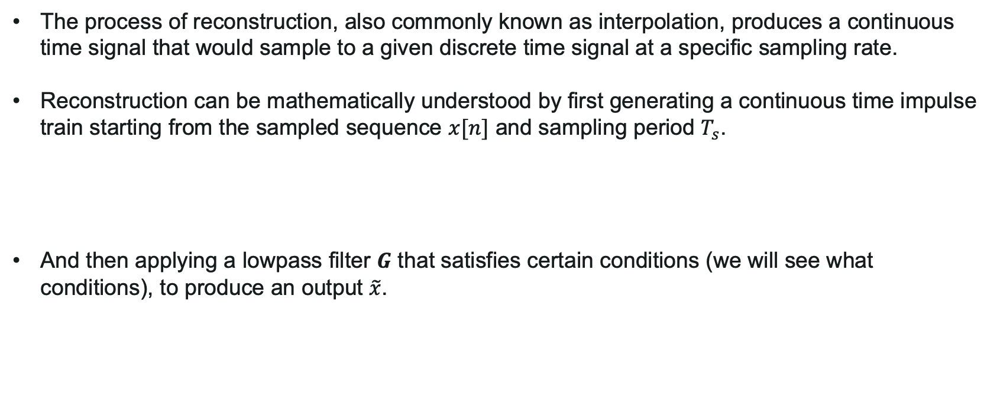 • The process of reconstruction, also commonly known as interpolation, produces a continuous
time signal that would sample to a given discrete time signal at a specific sampling rate.
• Reconstruction can be mathematically understood by first generating a continuous time impulse
train starting from the sampled sequence x[n] and sampling period Tₛ.
• And then applying a lowpass filter G that satisfies certain conditions (we will see what
conditions), to produce an output x̃.